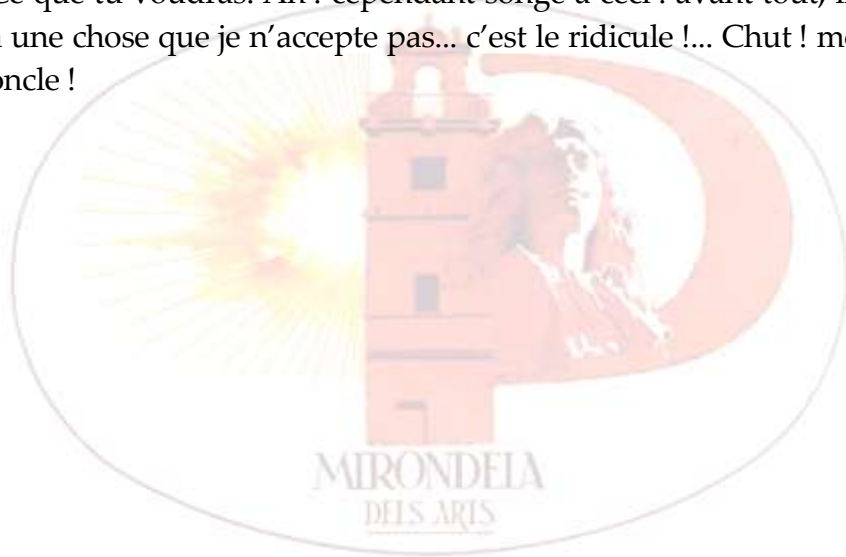 ce que tu voudras. Ah ! cependant songe à ceci : avant tout,
une chose que je n’accepte pas... c’est le ridicule !... Chut !
oncle !
MIRONDELA
DELS ARTS